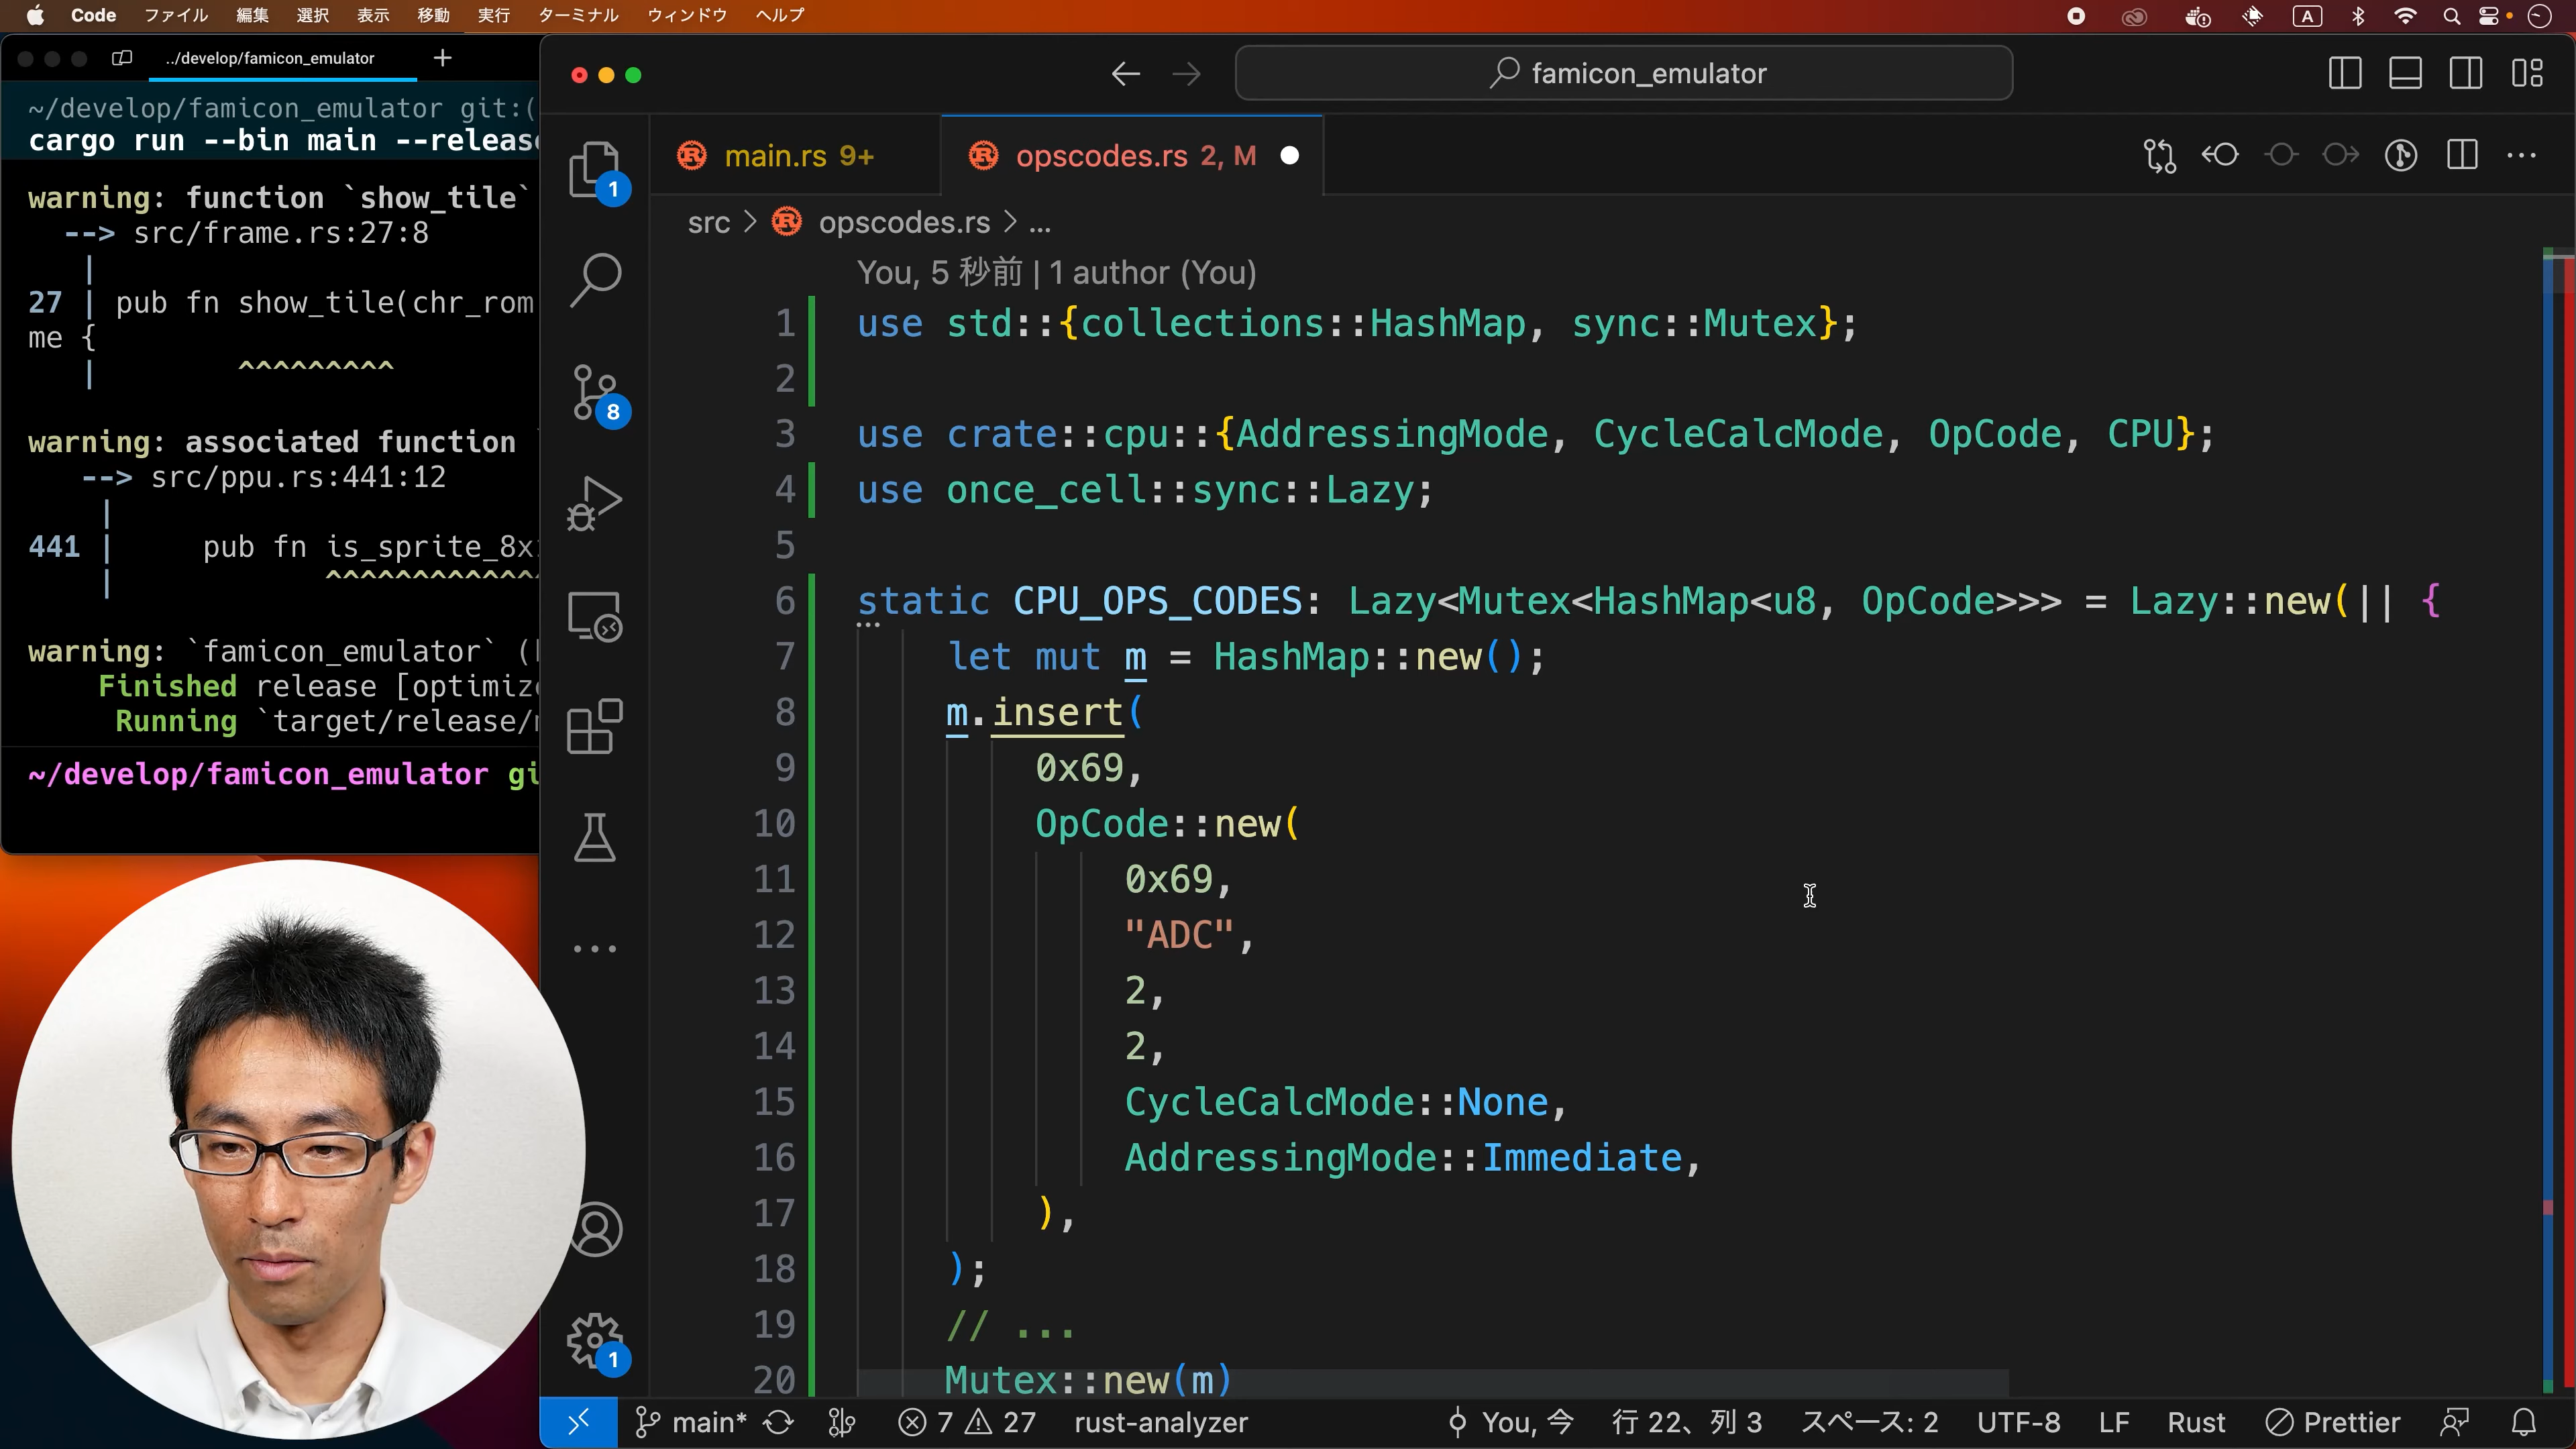 Code ファイル 編集 選択 表示 移動 実行 ターミナル ウィンドウ ヘルプ A
../develop/famicon_emulator
~/develop/famicon_emulator git:(
cargo run --bin main --release
warning: function `show_tile`
--> src/frame.rs:27:8
|
27 | pub fn show_tile(chr_rom
me {
| ^^^^^^^^^
warning: associated function `
--> src/ppu.rs:441:12
|
441 | pub fn is_sprite_8x
| ^^^^^^^^^^^^
warning: `famicon_emulator` (
Finished release [optimize
Running `target/release/
~/develop/famicon_emulator gi
famicon_emulator
main.rs 9+
opscodes.rs 2, M
src > opscodes.rs > ...
1
8
1
You, 5 秒前 | 1 author (You)
1 use std::{collections::HashMap, sync::Mutex};
2
3 use crate::cpu::{AddressingMode, CycleCalcMode, OpCode, CPU};
4 use once_cell::sync::Lazy;
5
6 static CPU_OPS_CODES: Lazy<Mutex<HashMap<u8, OpCode>>> = Lazy::new(|| {
7 let mut m = HashMap::new();
8 m.insert(
9 0x69,
10 OpCode::new(
11 0x69,
12 "ADC",
13 2,
14 2,
15 CycleCalcMode::None,
16 AddressingMode::Immediate,
17 ),
18 );
19 // ...
20 Mutex::new(m)
main* 7 27 rust-analyzer You, 今 行 22、列 3 スペース: 2 UTF-8 LF Rust Prettier